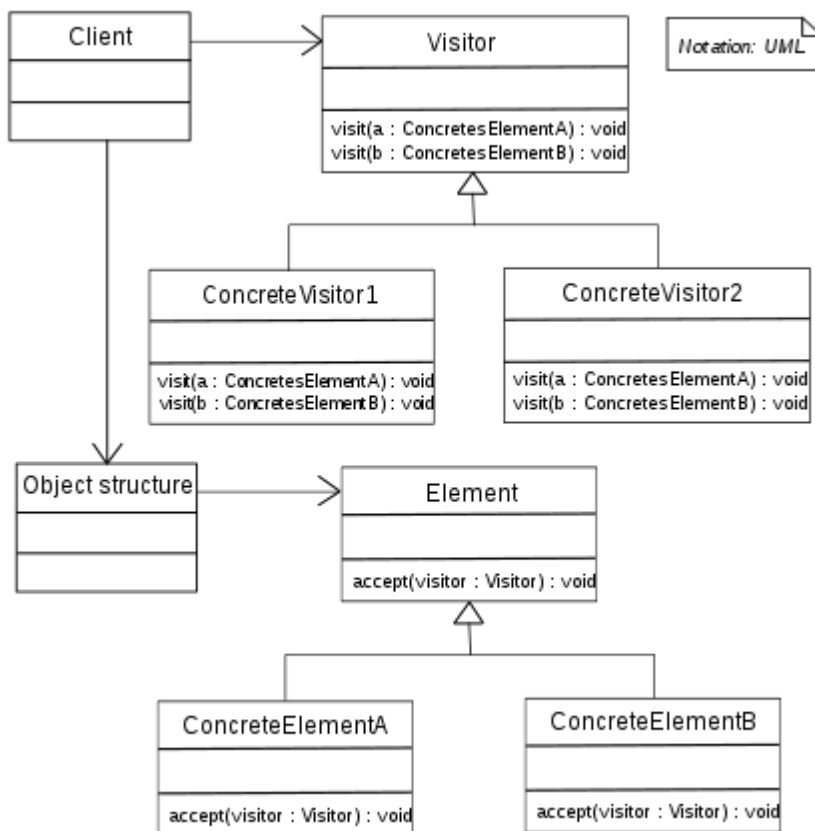 Client
Visitor
Notation: UML
visit(a : ConcretesElementA) : void
visit(b : ConcretesElementB) : void
ConcreteVisitor1
ConcreteVisitor2
visit(a : ConcretesElementA) : void
visit(b : ConcretesElementB) : void
visit(a : ConcretesElementA) : void
visit(b : ConcretesElementB) : void
Object structure
Element
accept(visitor : Visitor) : void
ConcreteElementA
ConcreteElementB
accept(visitor : Visitor) : void
accept(visitor : Visitor) : void